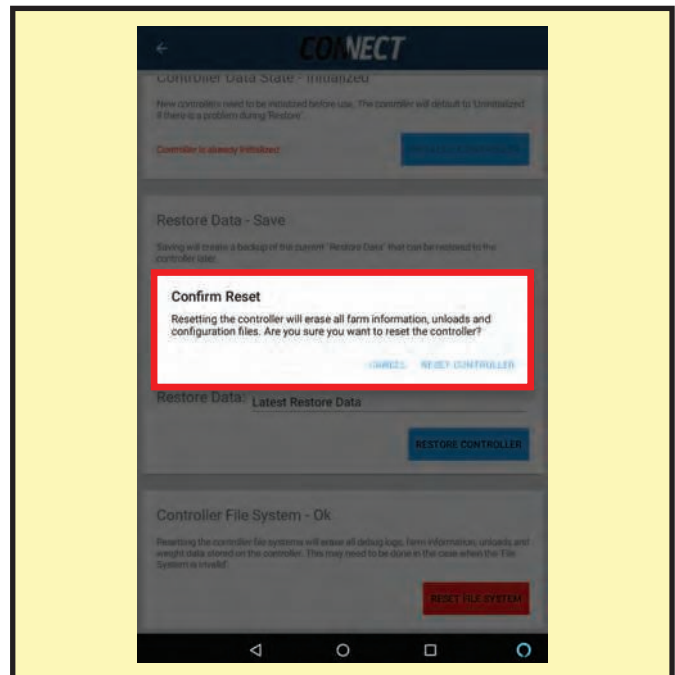 CONNECT
Controller Data State - Initialized
New controllers need to be initialized before use. The controller will default to 'Uninitialized'
if there is a problem during 'Restore'.
Controller is already Initialized
Restore Data - Save
Saving will create a backup of the current 'Restore Data' that can be restored to the
controller later.
Confirm Reset
Resetting the controller will erase all farm information, unloads and
configuration files. Are you sure you want to reset the controller?
CANCEL RESET CONTROLLER
Restore Data: Latest Restore Data
RESTORE CONTROLLER
Controller File System - Ok
Resetting the controller file systems will erase all debug logs, farm information, unloads and
weight data stored on the controller. This may need to be done in the case when the 'File
System is invalid'
RESET FILE SYSTEM